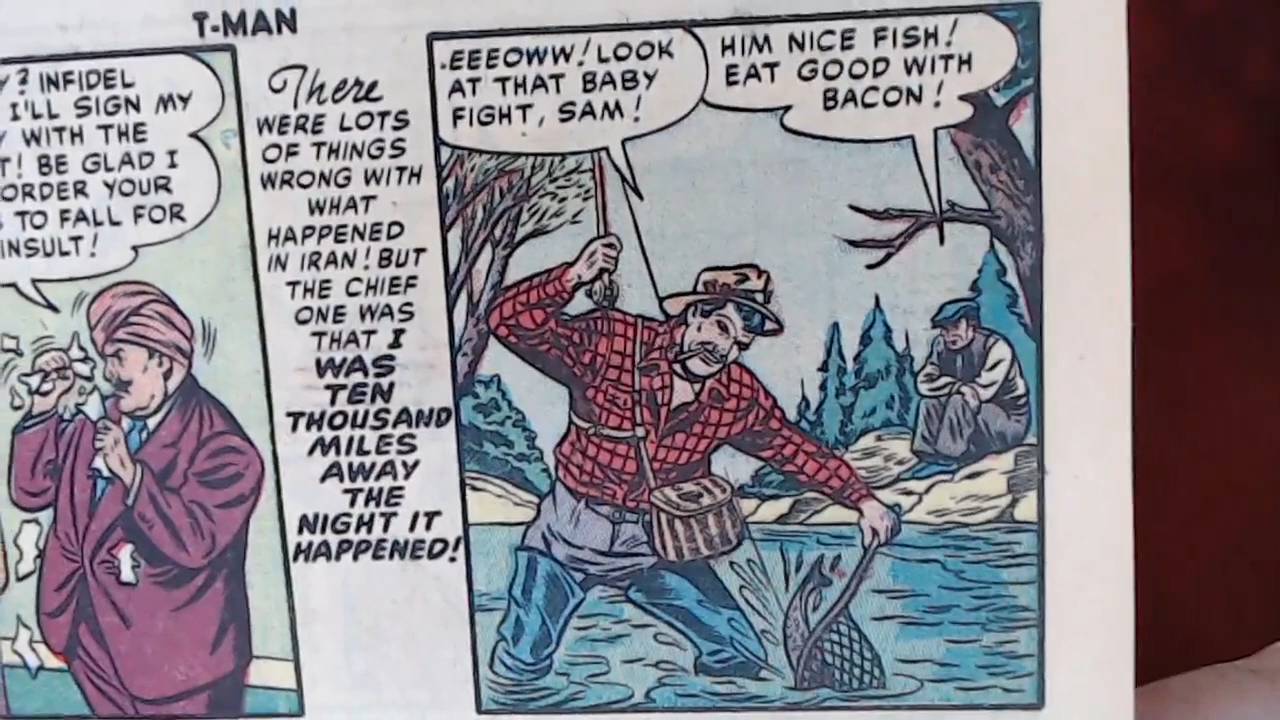 T-MAN
? INFIDEL
I'LL SIGN MY
WITH THE
! BE GLAD I
ORDER YOUR
TO FALL FOR
INSULT!
There
WERE LOTS
OF THINGS
WRONG WITH
WHAT
HAPPENED
IN IRAN! BUT
THE CHIEF
ONE WAS
THAT I
WAS
TEN
THOUSAND
MILES
AWAY
THE
NIGHT IT
HAPPENED!
.EEEOWW! LOOK
AT THAT BABY
FIGHT, SAM!
HIM NICE FISH!
EAT GOOD WITH
BACON!